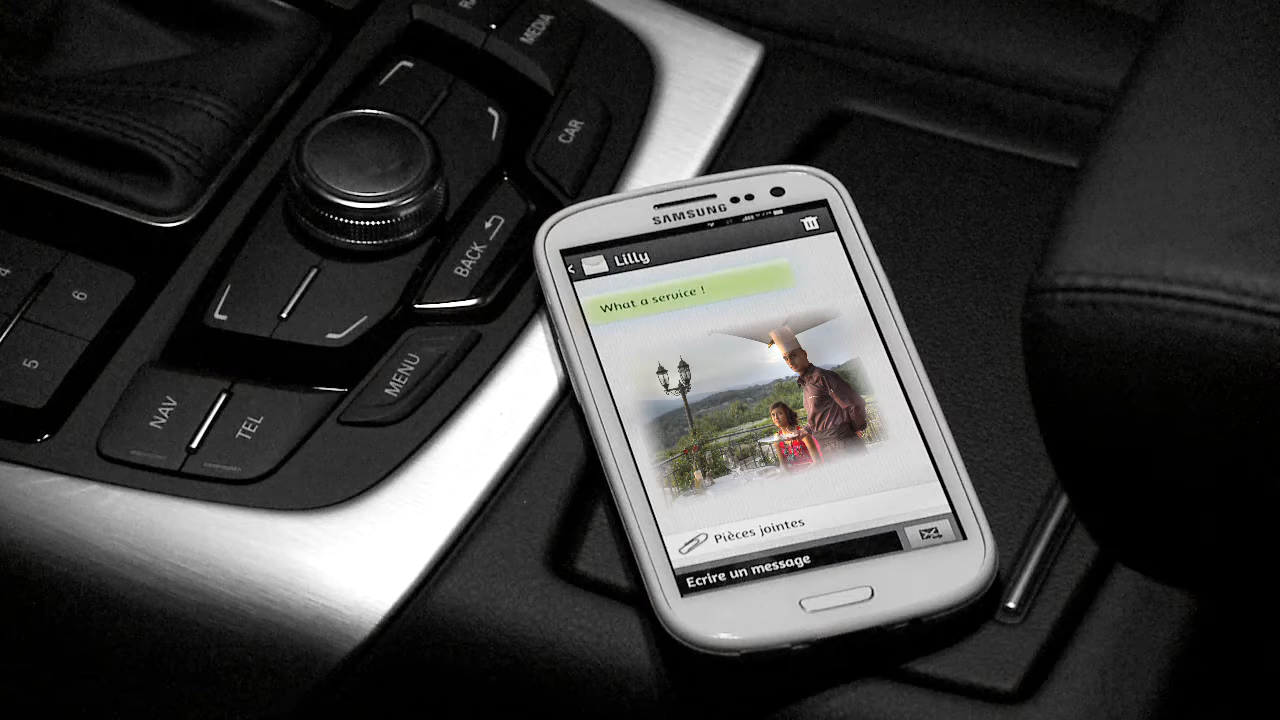 MEDIA
CAR
BACK
MENU
NAV
TEL
4
5
6
SAMSUNG
Lilly
What a service !
Pièces jointes
Ecrire un message